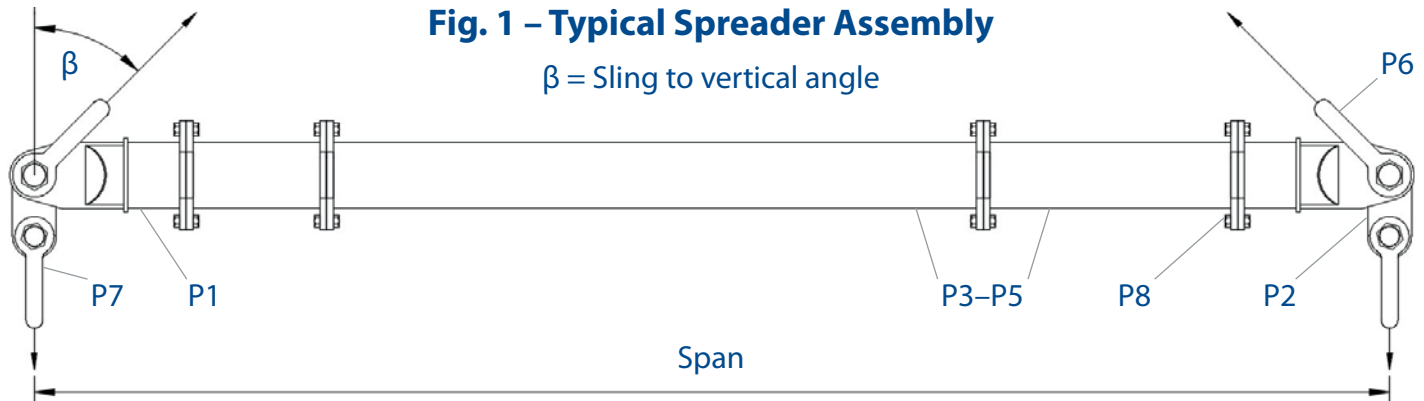 Fig. 1 – Typical Spreader Assembly
β
β = Sling to vertical angle
P6
P7
P1
P3–P5
P8
P2
Span